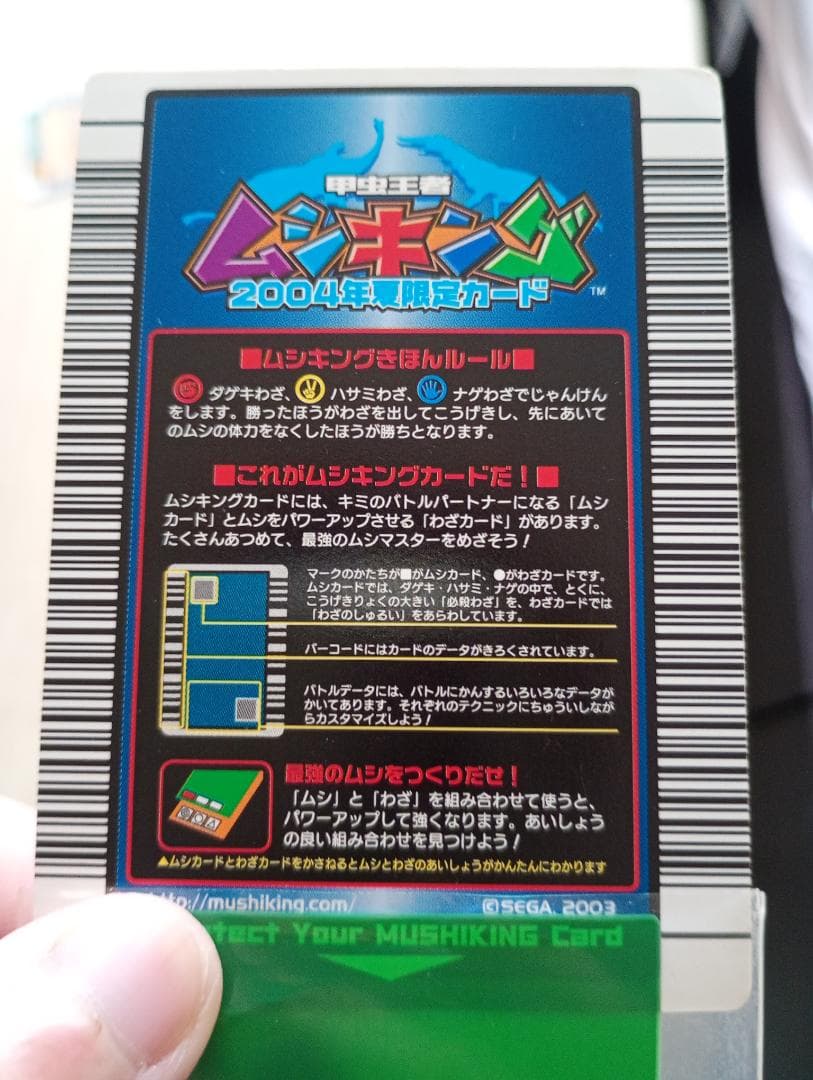 甲虫王者
ムシキング
TM
2004年夏限定カード
■ムシキングきほんルール■
ダゲキわざ、 ハサミわざ、 ナゲわざでじゃんけん
をします。勝ったほうがわざを出してこうげきし、先にあいて
のムシの体力をなくしたほうが勝ちとなります。
■これがムシキングカードだ！■
ムシキングカードには、キミのバトルパートナーになる「ムシ
カード」とムシをパワーアップさせる「わざカード」があります。
たくさんあつめて、最強のムシマスターをめざそう！
マークのかたちが■がムシカード、●がわざカードです。
ムシカードでは、ダゲキ・ハサミ・ナゲの中で、とくに、
こうげきりょくの大きい「必殺わざ」を、わざカードでは
「わざのしゅるい」をあらわしています。
バーコードにはカードのデータがきろくされています。
バトルデータには、バトルにかんするいろいろなデータが
かいてあります。それぞれのテクニックにちゅういしなが
らカスタマイズしよう！
最強のムシをつくりだせ！
「ムシ」と「わざ」を組み合わせて使うと、
パワーアップして強くなります。あいしょう
の良い組み合わせを見つけよう！
▲ムシカードとわざカードをかさねるとムシとわざのあいしょうがかんたんにわかります
http://mushiking.com/
©SEGA, 2003
Your MUSHIKING Card